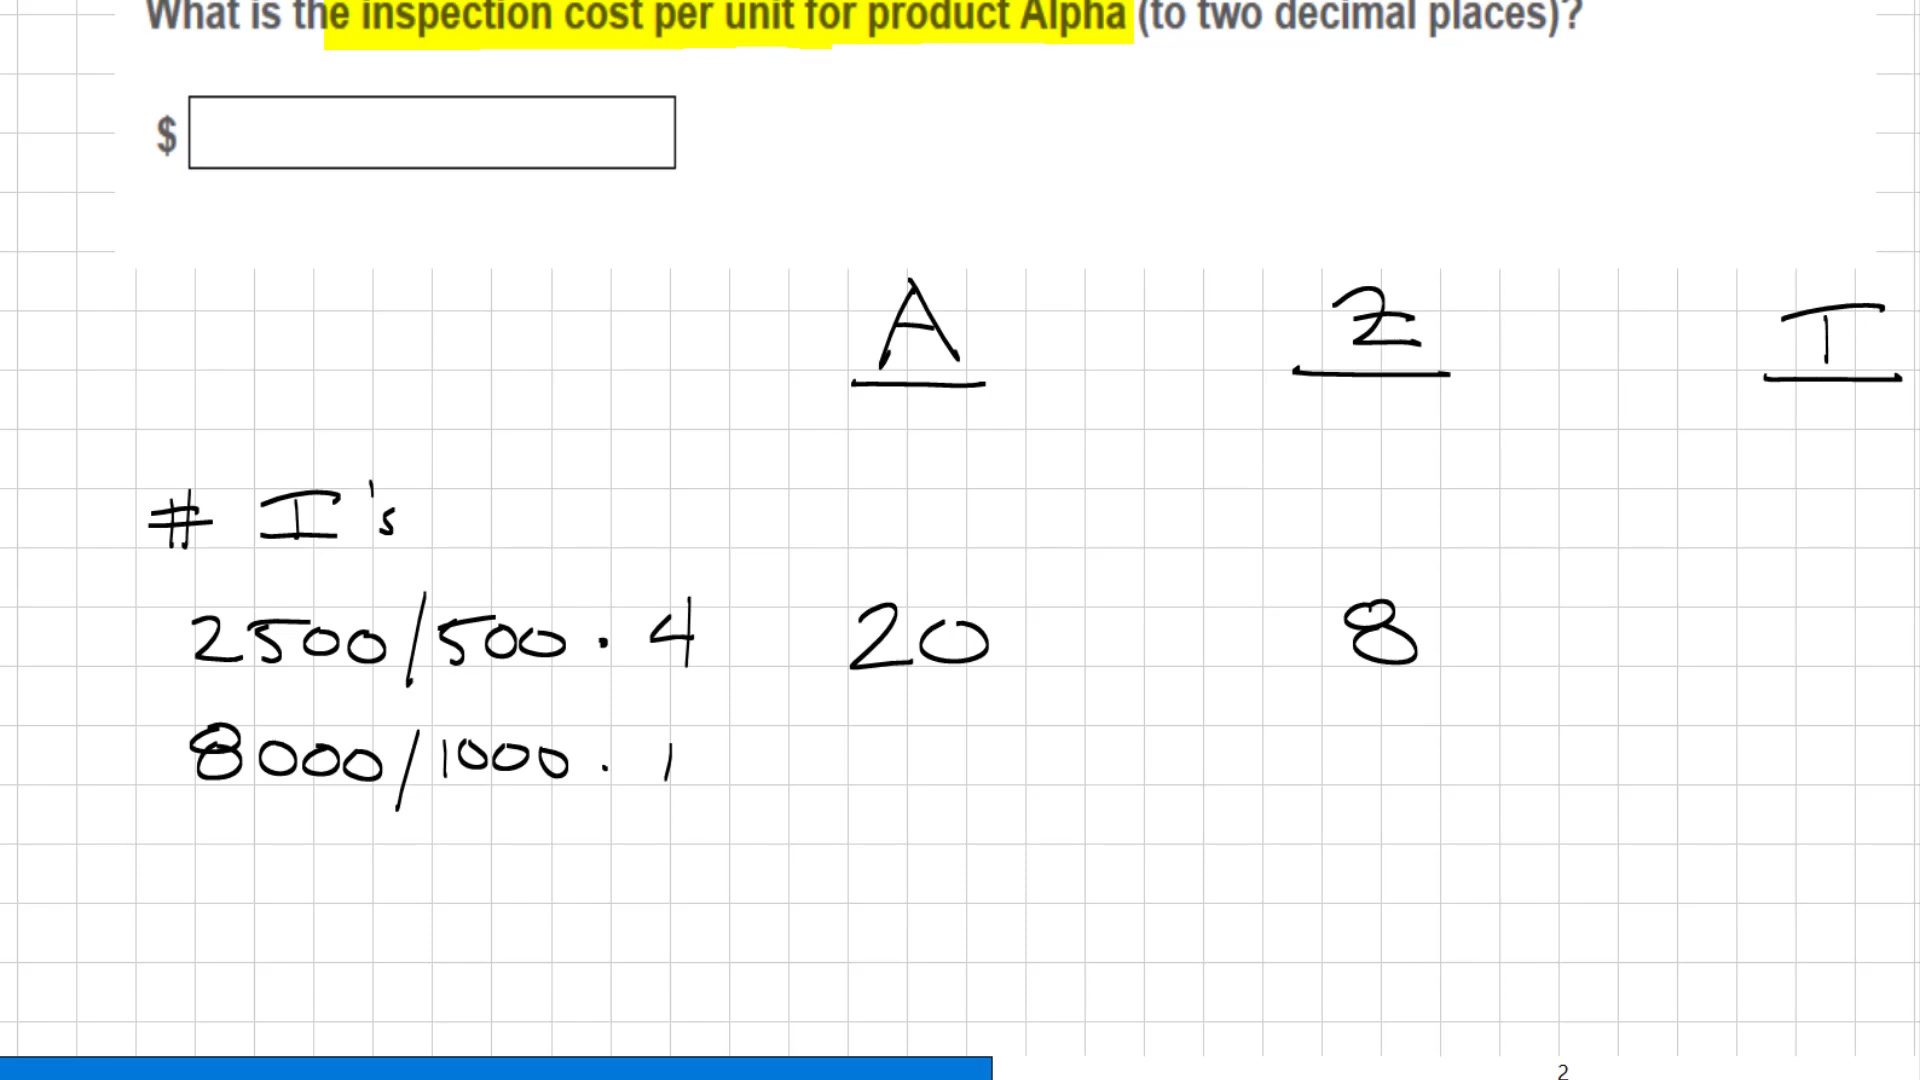 What is the inspection cost per unit for product Alpha (to two decimal places)?
$
A Z T
# I's
2500/500 · 4 20 8
8000/1000 · 1
2